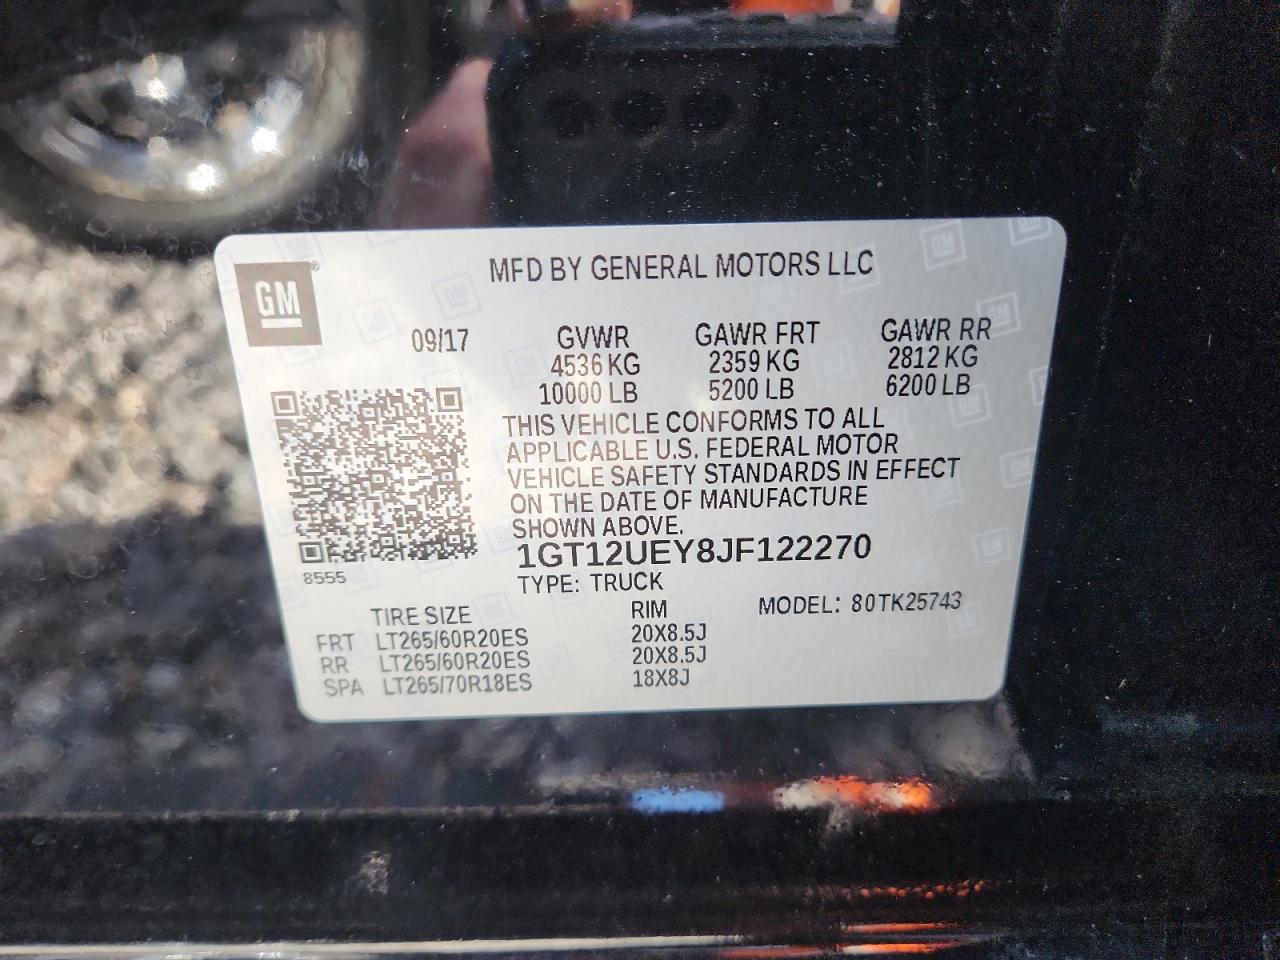 GM®
MFD BY GENERAL MOTORS LLC
09/17 GVWR GAWR FRT GAWR RR
4536 KG 2359 KG 2812 KG
10000 LB 5200 LB 6200 LB
THIS VEHICLE CONFORMS TO ALL
APPLICABLE U.S. FEDERAL MOTOR
VEHICLE SAFETY STANDARDS IN EFFECT
ON THE DATE OF MANUFACTURE
SHOWN ABOVE.
1GT12UEY8JF122270
8555
TYPE: TRUCK
TIRE SIZE RIM MODEL: 80TK25743
FRT LT265/60R20ES 20X8.5J
RR LT265/60R20ES 20X8.5J
SPA LT265/70R18ES 18X8J